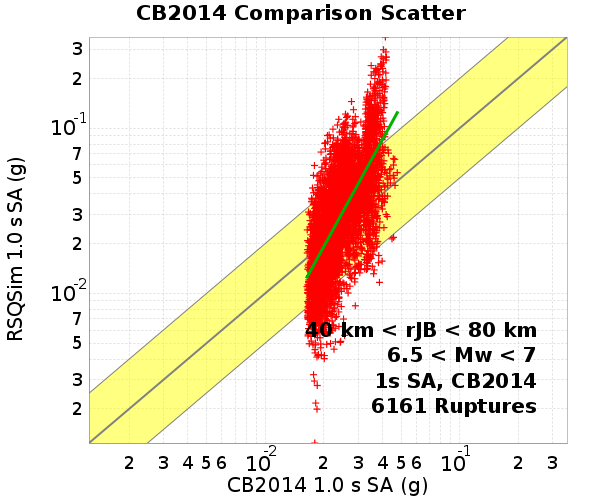 CB2014 Comparison Scatter
RSQSim 1.0 s SA (g)
3
2
10-1
7
5
3
2
10-2
7
5
3
2
40 km < rJB < 80 km
6.5 < Mw < 7
1s SA, CB2014
6161 Ruptures
2 3 4 5 6 10-2 2 3 4 5 6 10-1 2 3
CB2014 1.0 s SA (g)